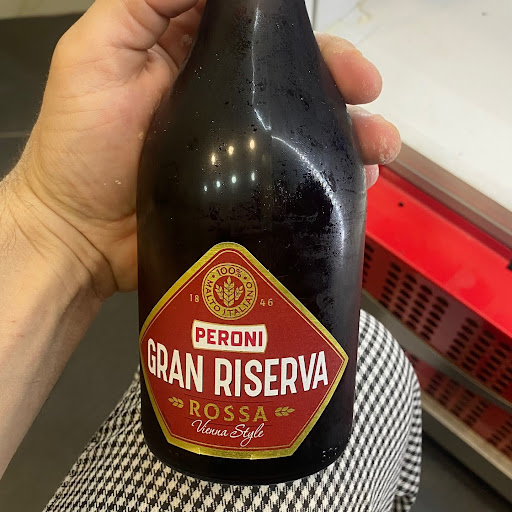 100%
MALTO ITALIANO
18 46
PERONI
GRAN RISERVA
ROSSA
Vienna Style